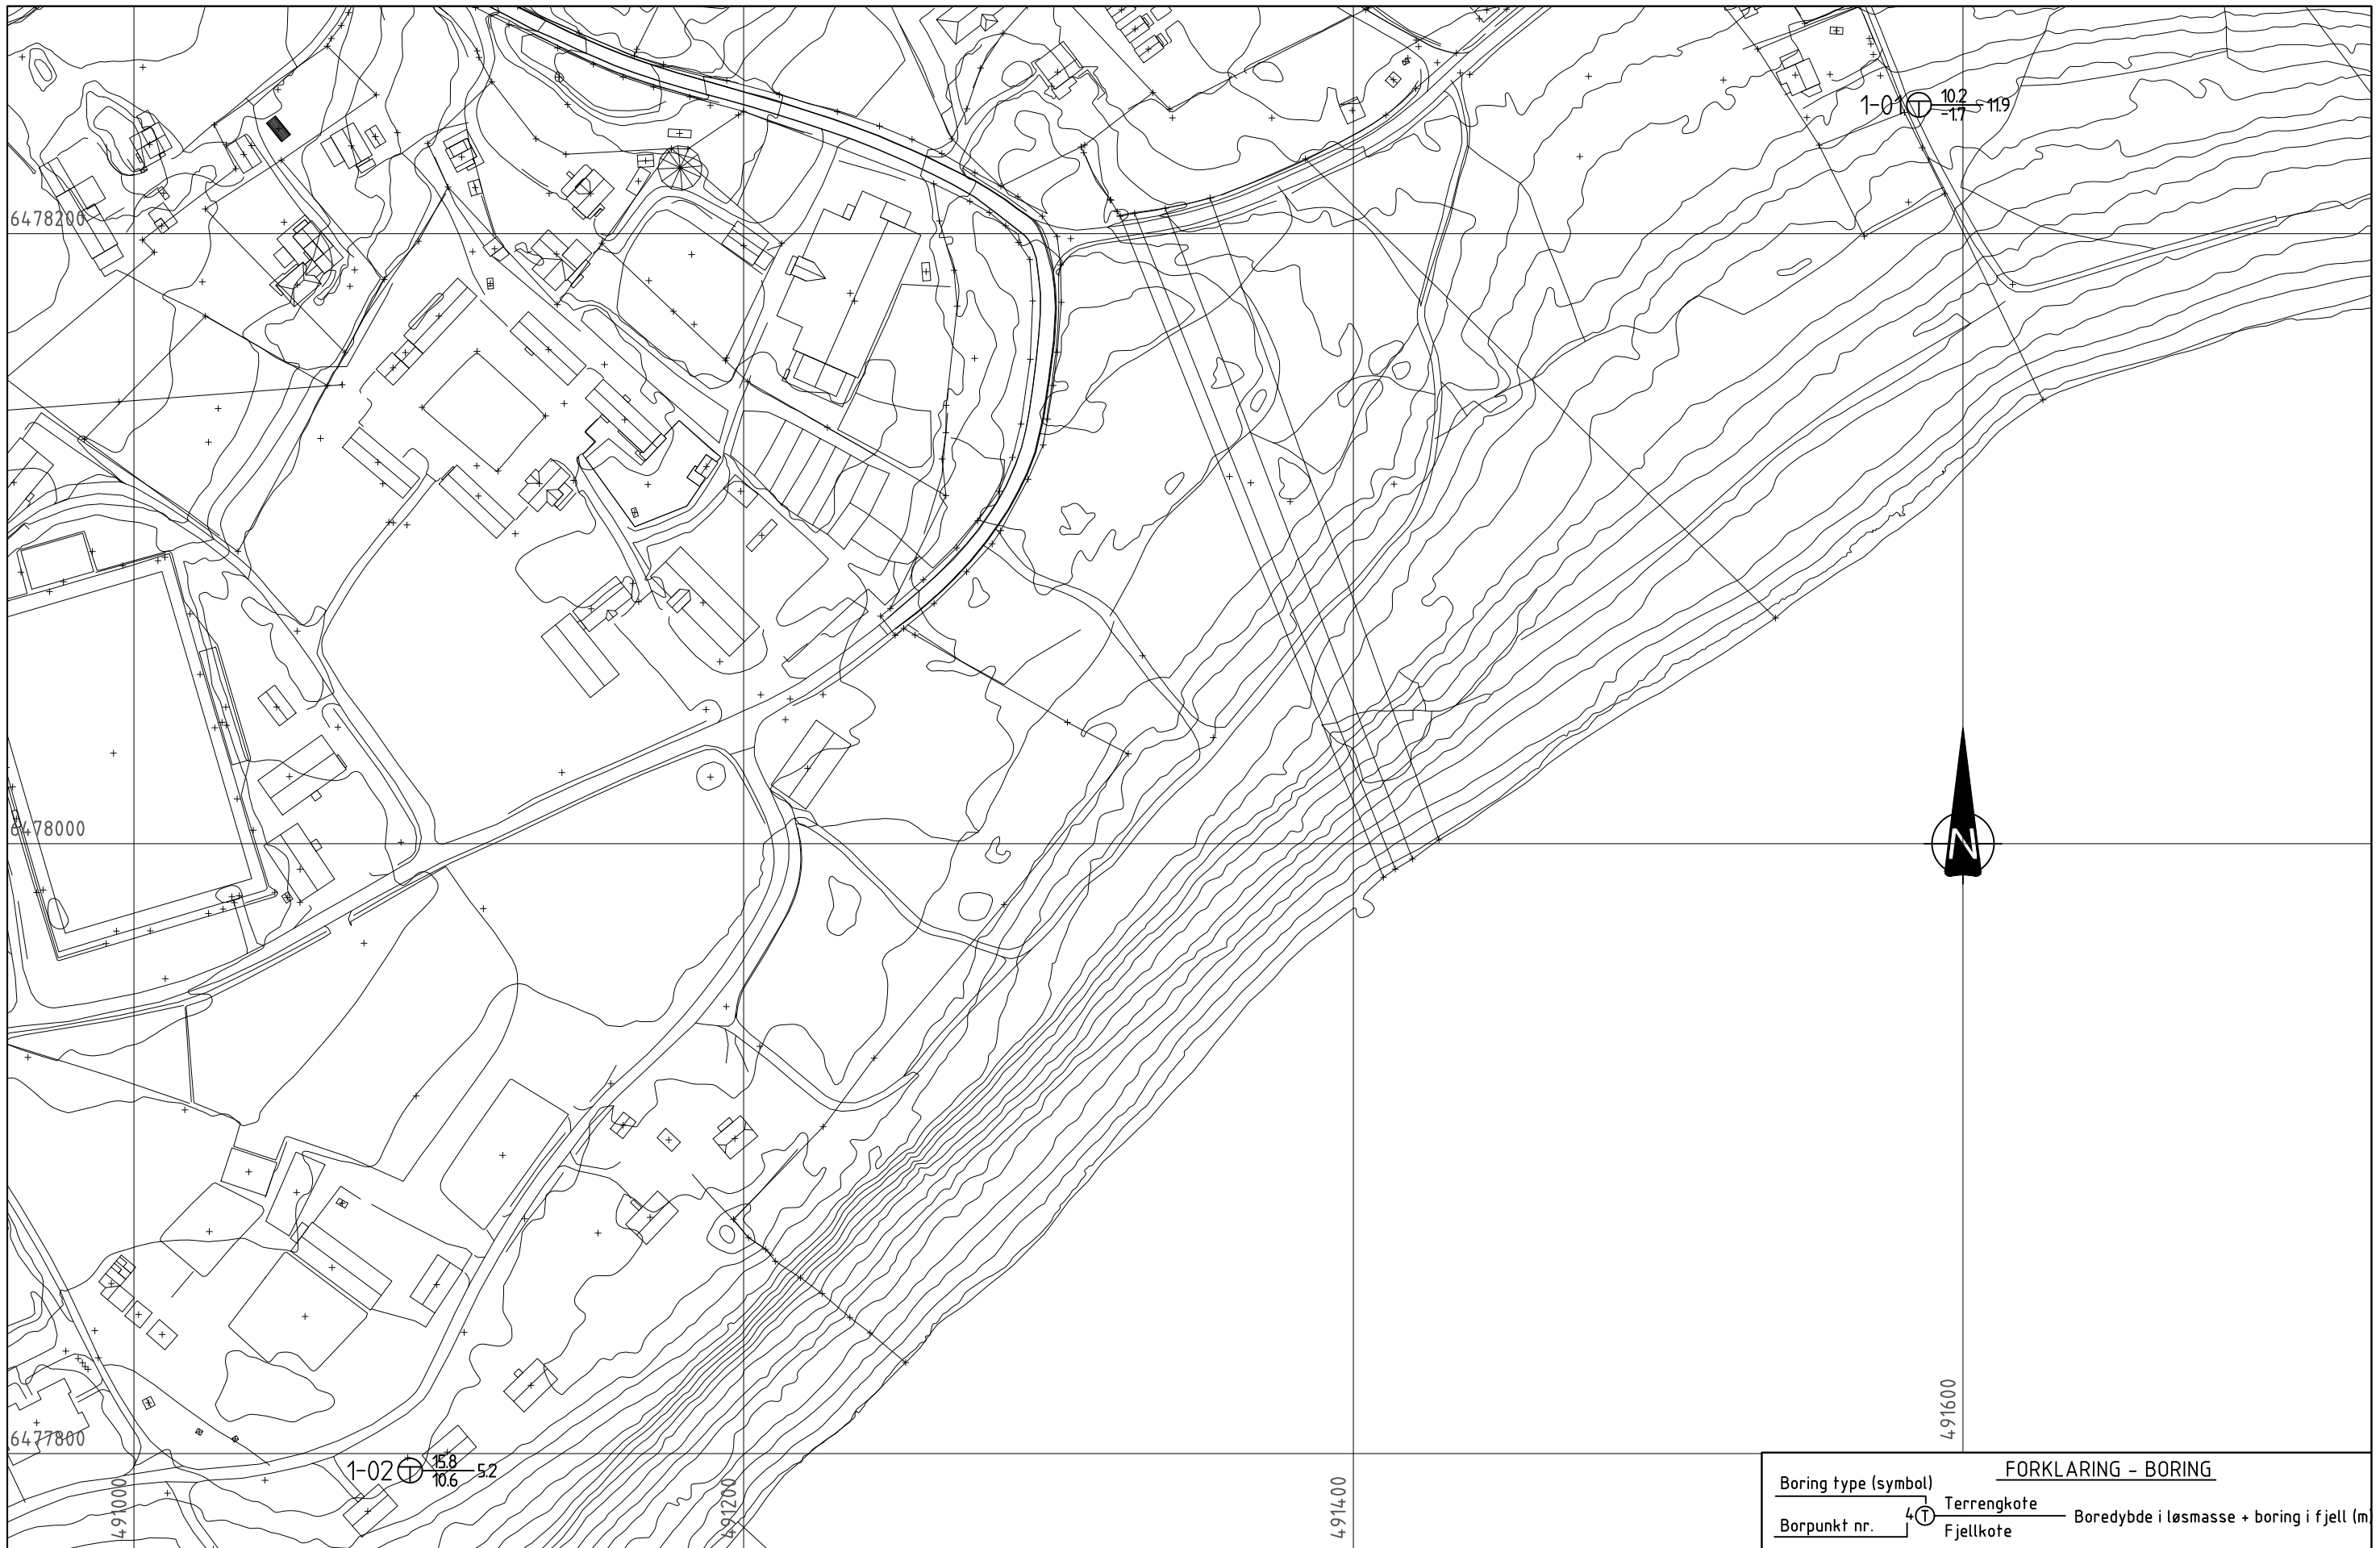 1-01 T 10.2 11.9
-1.7
6478200
6478000
N
491600
6477800
1-02 T 15.8 5.2
10.6
491000
491200
491400
FORKLARING - BORING
Boring type (symbol)
Terrengkote
4 T Boredybde i løsmasse + boring i fjell (m
Borpunkt nr.
Fjellkote